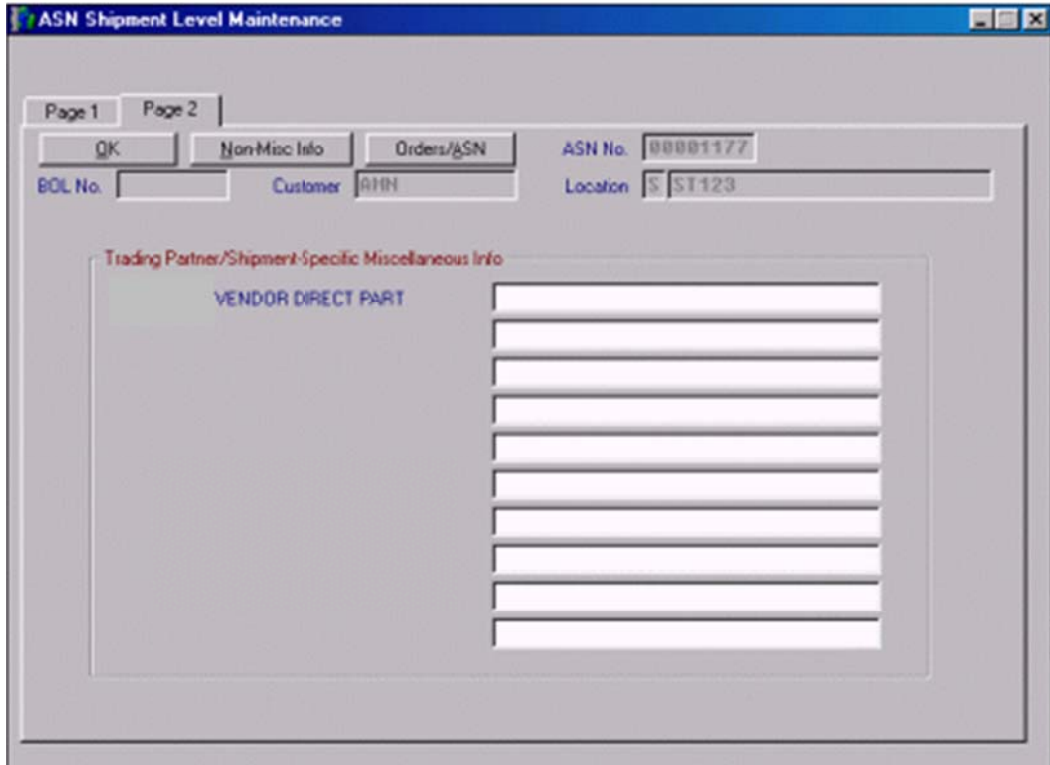 ASN Shipment Level Maintenance
Page 1 Page 2
OK Non-Misc Info Orders/ASN ASN No. 00001177
BOL No. Customer AMN Location S ST123
Trading Partner/Shipment-Specific Miscellaneous Info
VENDOR DIRECT PART